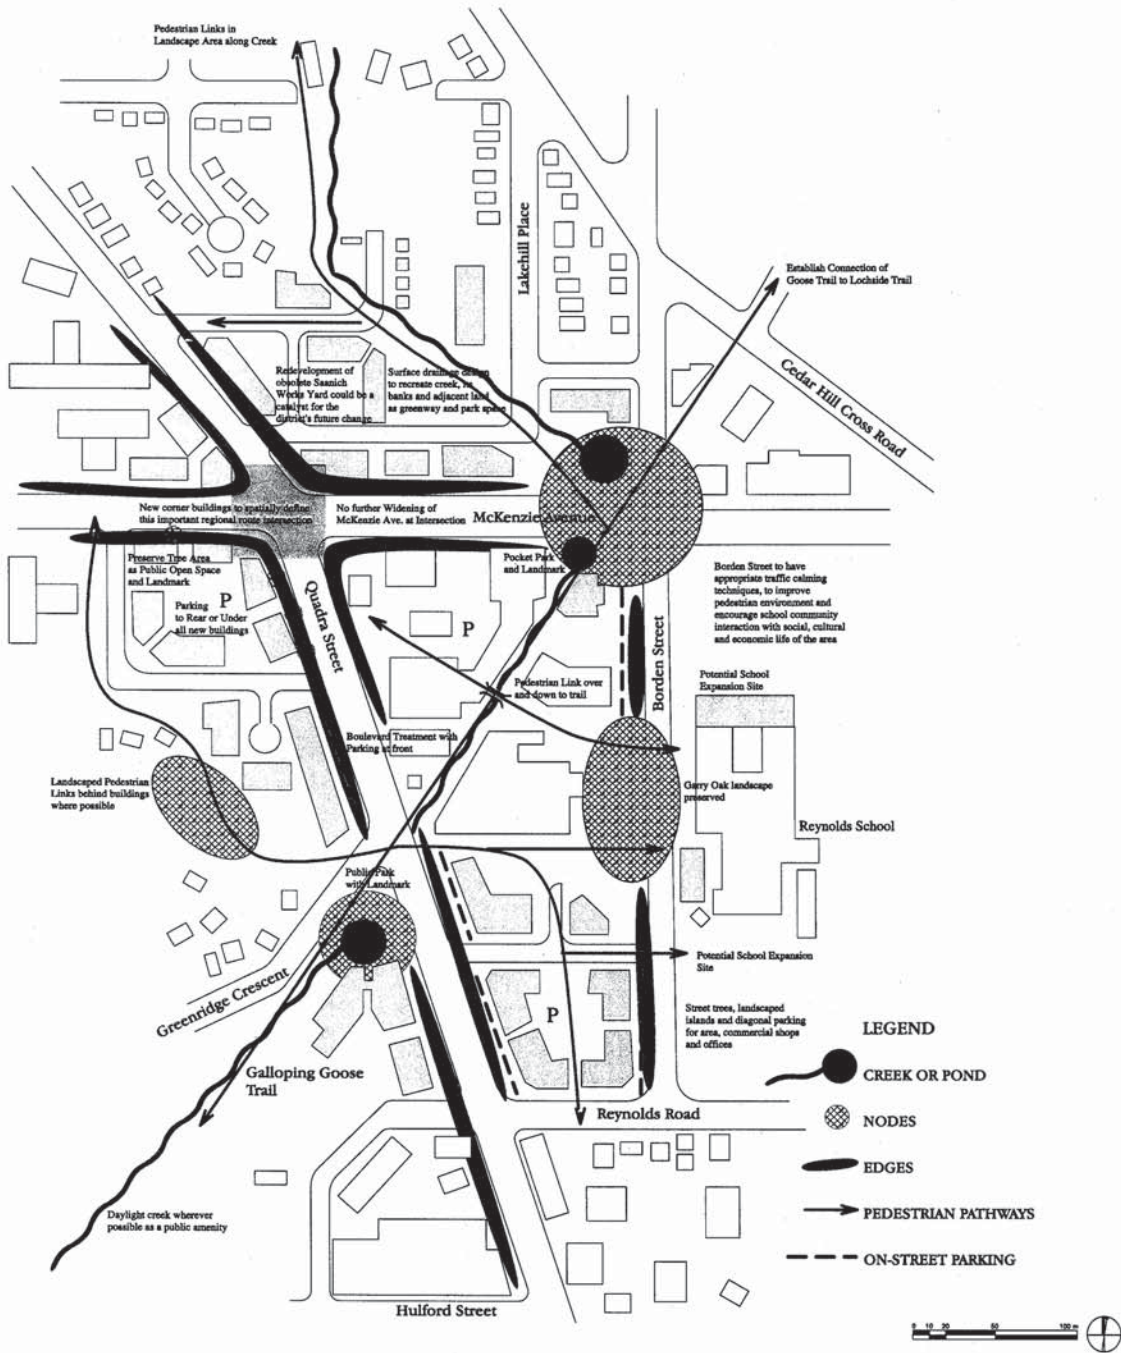 Pedestrian Links in
Landscape Area along Creek
Lakehill Place
Establish Connection of
Goose Trail to Lochside Trail
Cedar Hill Cross Road
Redevelopment of
obsolete Saanich
Works Yard could be a
catalyst for the
district's future change
Surface drainage design
to recreate creek, its
banks and adjacent land
as greenway and park space
New corner buildings to spatially define
this important regional route intersection
No further Widening of
McKenzie Ave. at Intersection
McKenzie Avenue
Preserve Tree Area
as Public Open Space
and Landmark
Pocket Park
and Landmark
Borden Street to have
appropriate traffic calming
techniques, to improve
pedestrian environment and
encourage school community
interaction with social, cultural
and economic life of the area
Parking
to Rear or Under
all new buildings
P
Quadra Street
P
Borden Street
Pedestrian Link over
and down to trail
Potential School
Expansion Site
Boulevard Treatment with
Parking at front
Landscaped Pedestrian
Links behind buildings
where possible
Garry Oak landscape
preserved
Reynolds School
Public Park
with Landmark
Potential School Expansion
Site
Greenridge Crescent
P
Street trees, landscaped
islands and diagonal parking
for area, commercial shops
and offices
Galloping Goose
Trail
Reynolds Road
Daylight creek wherever
possible as a public amenity
Hulford Street
LEGEND
CREEK OR POND
NODES
EDGES
PEDESTRIAN PATHWAYS
ON-STREET PARKING
0 10 20 50 100 m